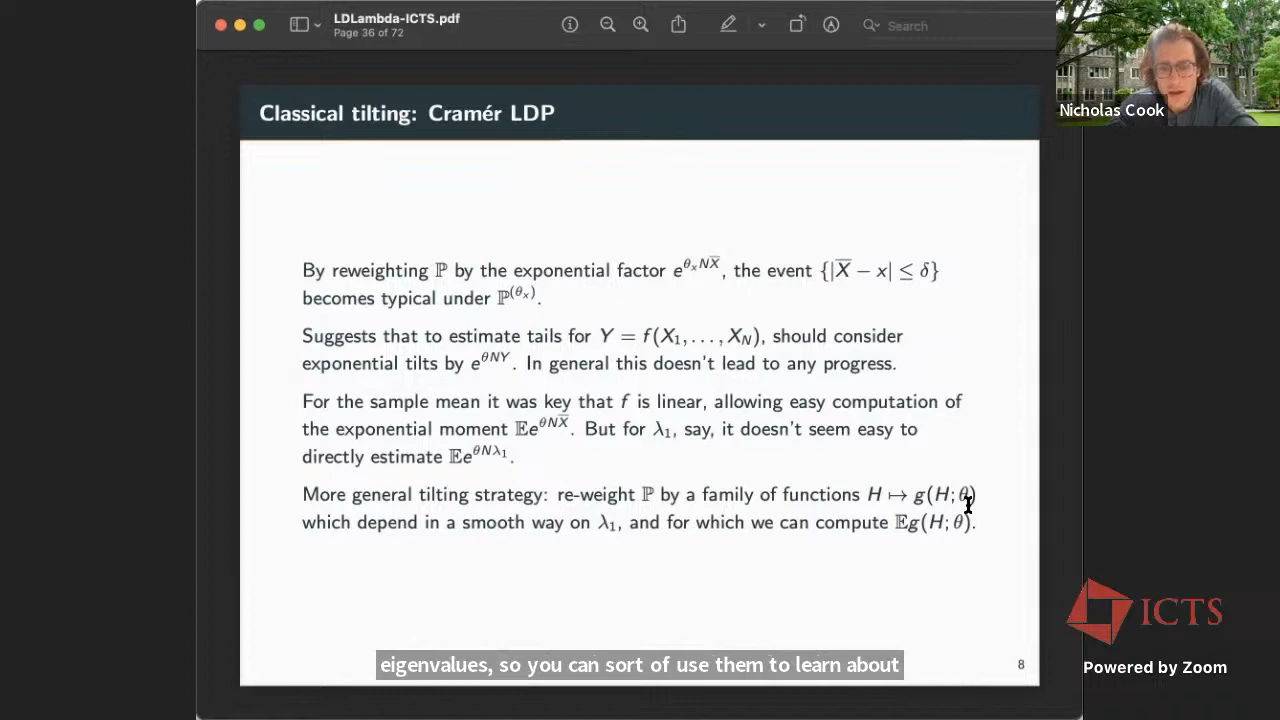 LDLambda-ICTS.pdf
Page 36 of 72
Search
Nicholas Cook
Classical tilting: Cramér LDP
By reweighting ℙ by the exponential factor e^{θ_x N X̅}, the event {|X̅ − x| ≤ δ}
becomes typical under ℙ^{(θ_x)}.
Suggests that to estimate tails for Y = f(X₁, . . . , X_N), should consider
exponential tilts by e^{θNY}. In general this doesn't lead to any progress.
For the sample mean it was key that f is linear, allowing easy computation of
the exponential moment 𝔼e^{θNX̅}. But for λ₁, say, it doesn't seem easy to
directly estimate 𝔼e^{θNλ₁}.
More general tilting strategy: re-weight ℙ by a family of functions H ↦ g(H; θ)
which depend in a smooth way on λ₁, and for which we can compute 𝔼g(H; θ).
ICTS
eigenvalues, so you can sort of use them to learn about
8
Powered by Zoom